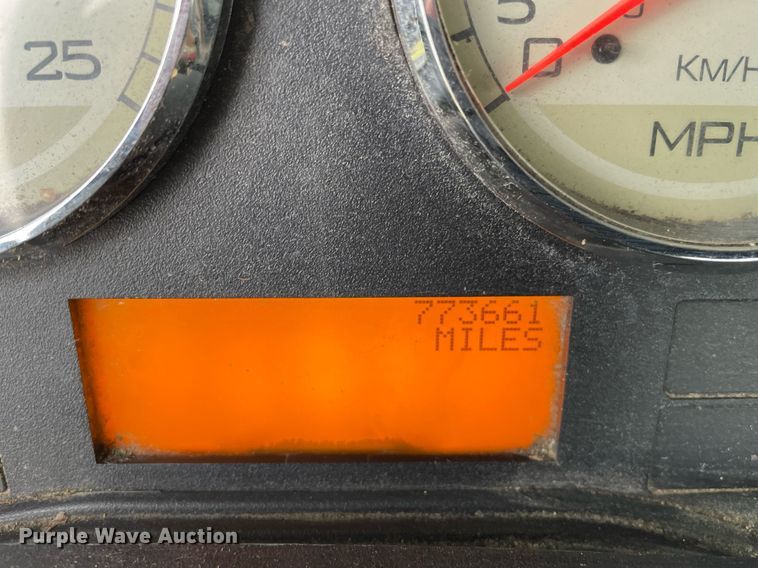 25
5
0
KM/H
MPH
773661
MILES
Purple Wave Auction